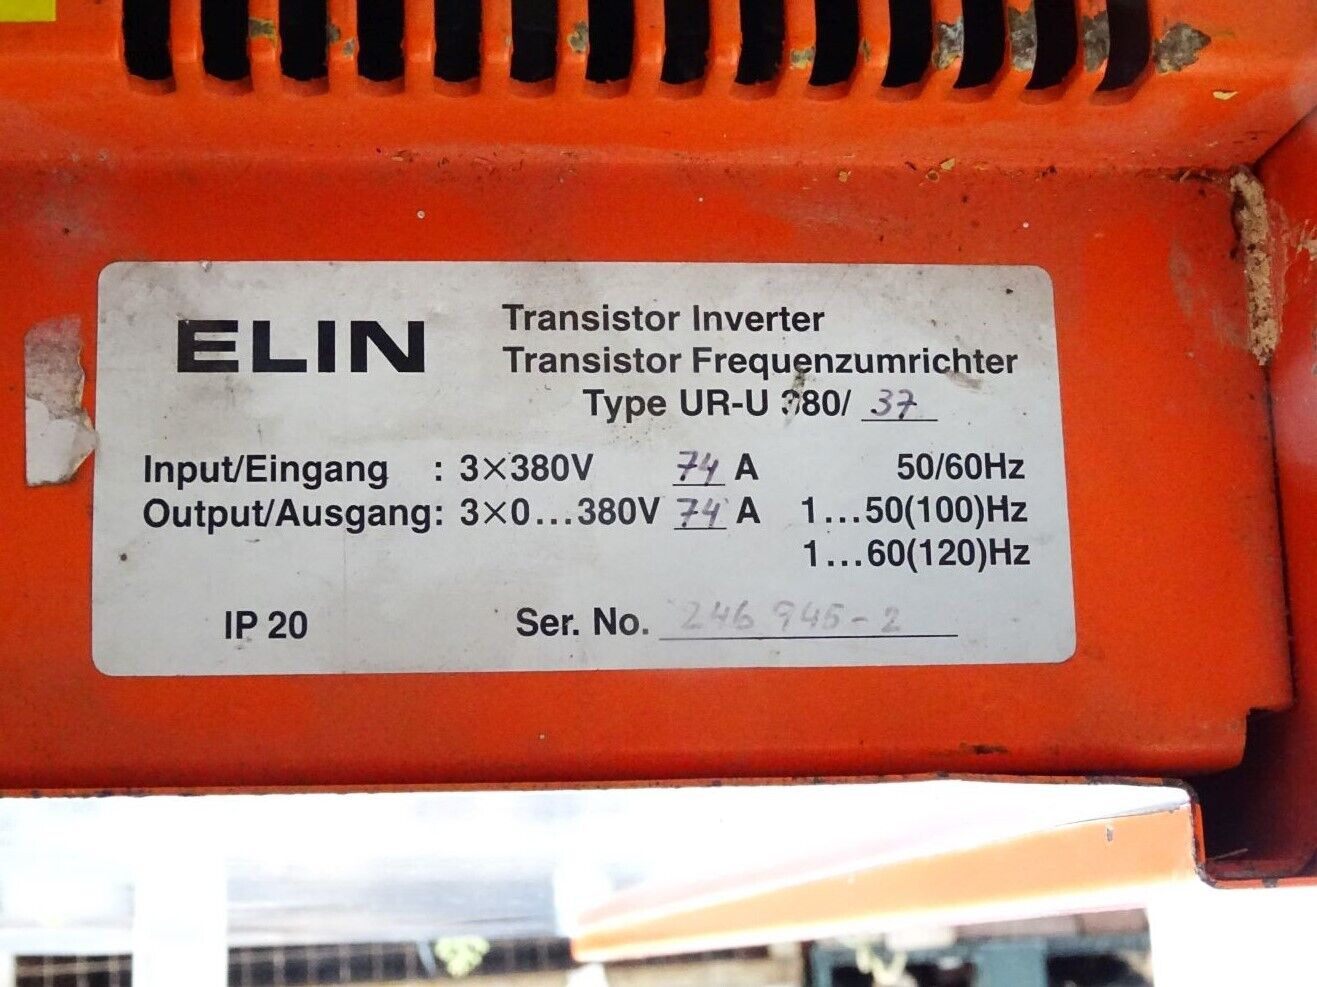 ELIN
Transistor Inverter
Transistor Frequenzumrichter
Type UR-U 380/ 37
Input/Eingang : 3×380V 74 A 50/60Hz
Output/Ausgang: 3×0...380V 74 A 1...50(100)Hz
1...60(120)Hz
IP 20 Ser. No. 246 945-2